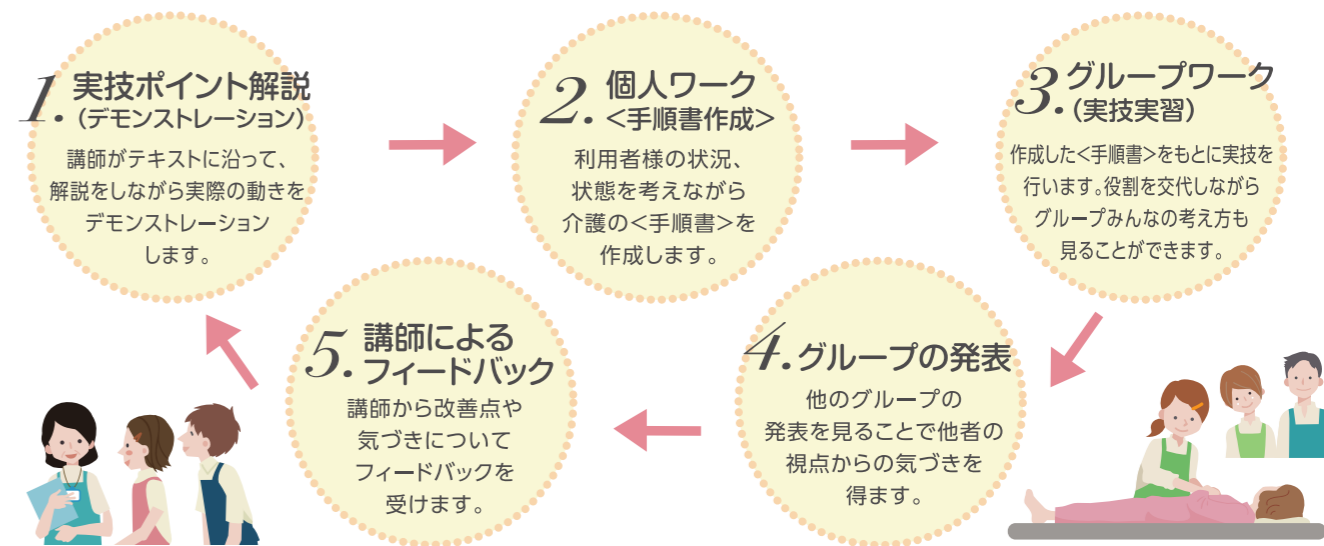 1. 実技ポイント解説
(デモンストレーション)
講師がテキストに沿って、
解説をしながら実際の動きを
デモンストレーション
します。
2. 個人ワーク
<手順書作成>
利用者様の状況、
状態を考えながら
介護の<手順書>を
作成します。
3. グループワーク
(実技実習)
作成した<手順書>をもとに実技を
行います。役割を交代しながら
グループみんなの考え方も
見ることができます。
4. グループの発表
他のグループの
発表を見ることで他者の
視点からの気づきを
得ます。
5. 講師による
フィードバック
講師から改善点や
気づきについて
フィードバックを
受けます。